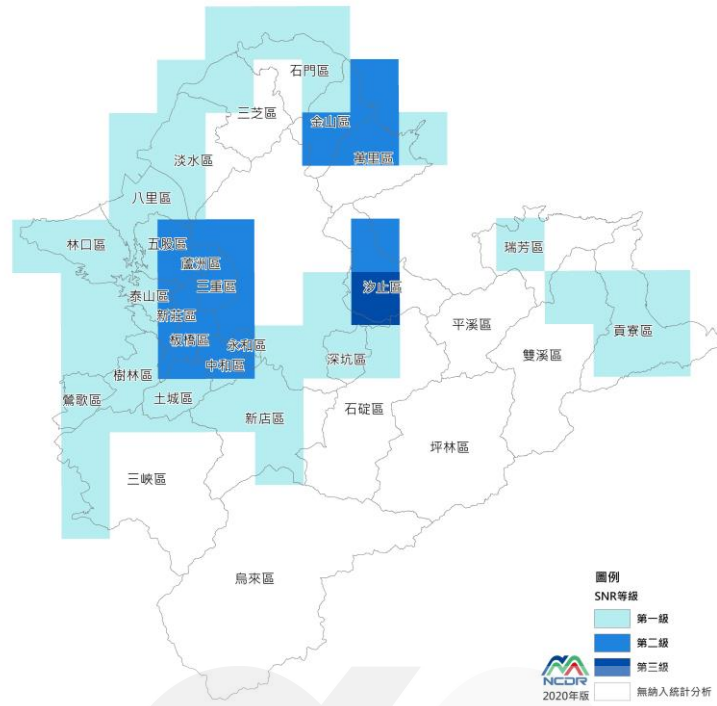 石門區
三芝區
金山區
萬里區
淡水區
八里區
林口區
五股區
瑞芳區
蘆洲區
汐止區
三重區
泰山區
新莊區
平溪區
貢寮區
板橋區
永和區
雙溪區
中和區
深坑區
樹林區
鶯歌區
土城區
新店區
石碇區
坪林區
三峽區
烏來區
圖例
SNR等級
第一級
第二級
第三級
無納入統計分析
NCDR
2020年版